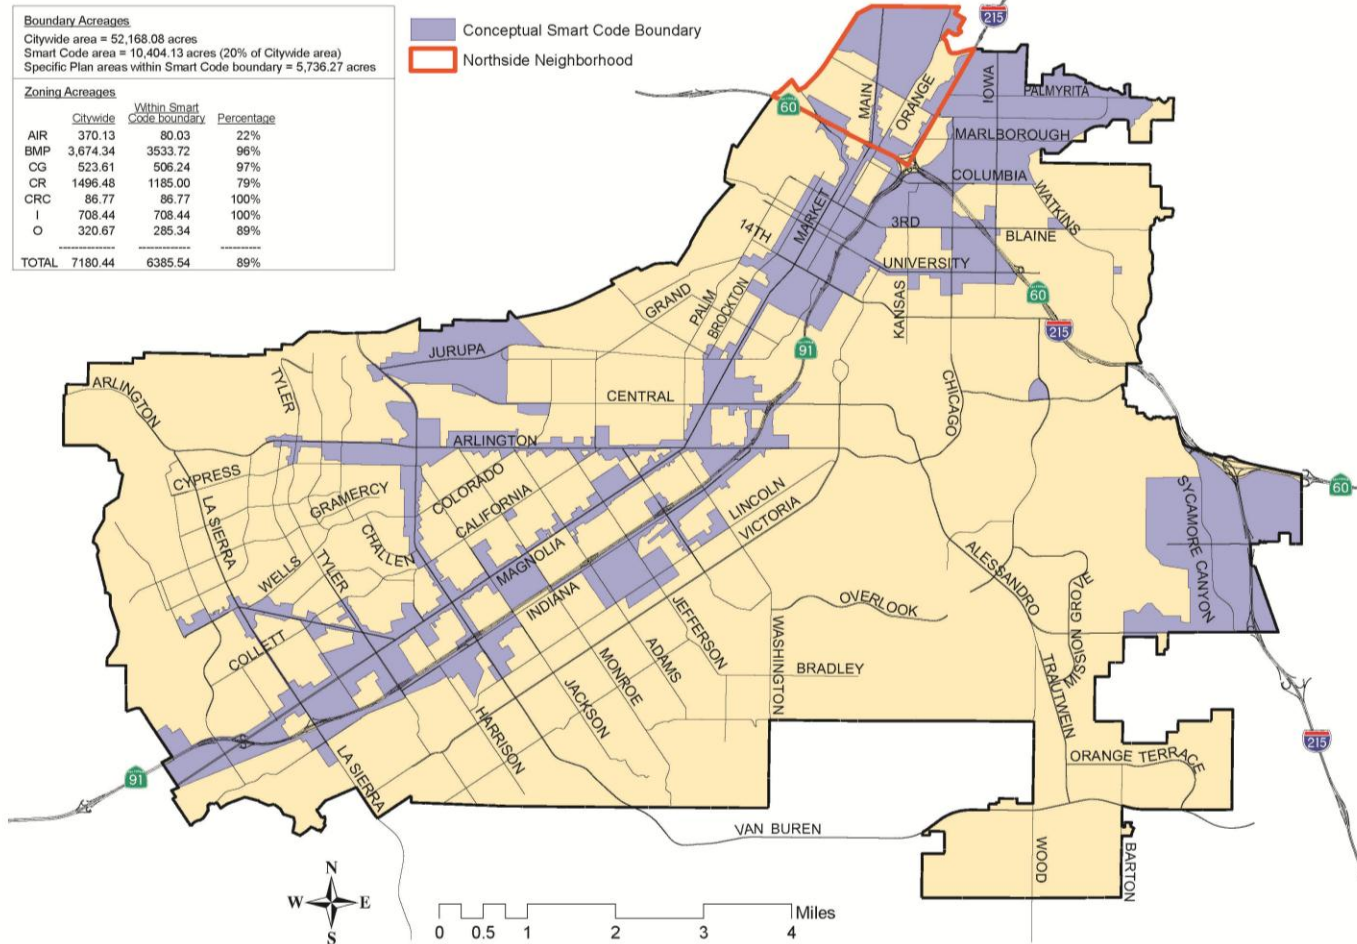 Boundary Acreages
Citywide area = 52,168.08 acres
Smart Code area = 10,404.13 acres (20% of Citywide area)
Specific Plan areas within Smart Code boundary = 5,736.27 acres
Zoning Acreages
Within Smart
Citywide Code boundary Percentage
AIR 370.13 80.03 22%
BMP 3,674.34 3533.72 96%
CG 523.61 506.24 97%
CR 1496.48 1185.00 79%
CRC 86.77 86.77 100%
I 708.44 708.44 100%
O 320.67 285.34 89%
TOTAL 7180.44 6385.54 89%
Conceptual Smart Code Boundary
Northside Neighborhood
215
60
MAIN
ORANGE
IOWA
PALMYRITA
MARLBOROUGH
COLUMBIA
WATKINS
MARKET
3RD
14TH
BLAINE
UNIVERSITY
GRAND
PALM
BROCKTON
KANSAS
60
215
91
JURUPA
ARLINGTON
TYLER
CENTRAL
CHICAGO
ARLINGTON
CYPRESS
LA SIERRA
GRAMERCY
COLORADO
CALIFORNIA
CHALLEN
LINCOLN
VICTORIA
60
SYCAMORE CANYON
WELLS
TYLER
MAGNOLIA
INDIANA
ALESSANDRO
MISSION GROVE
OVERLOOK
COLLETT
JEFFERSON
ADAMS
MONROE
JACKSON
WASHINGTON
BRADLEY
TRAUTWEIN
HARRISON
LA SIERRA
91
215
ORANGE TERRACE
VAN BUREN
WOOD
BARTON
N
W E
S
Miles
0 0.5 1 2 3 4